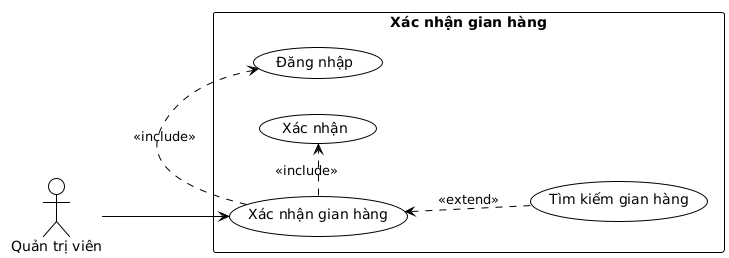 Xác nhận gian hàng
Đăng nhập
«include»
Xác nhận
«include»
Xác nhận gian hàng
«extend»
Tìm kiếm gian hàng
Quản trị viên